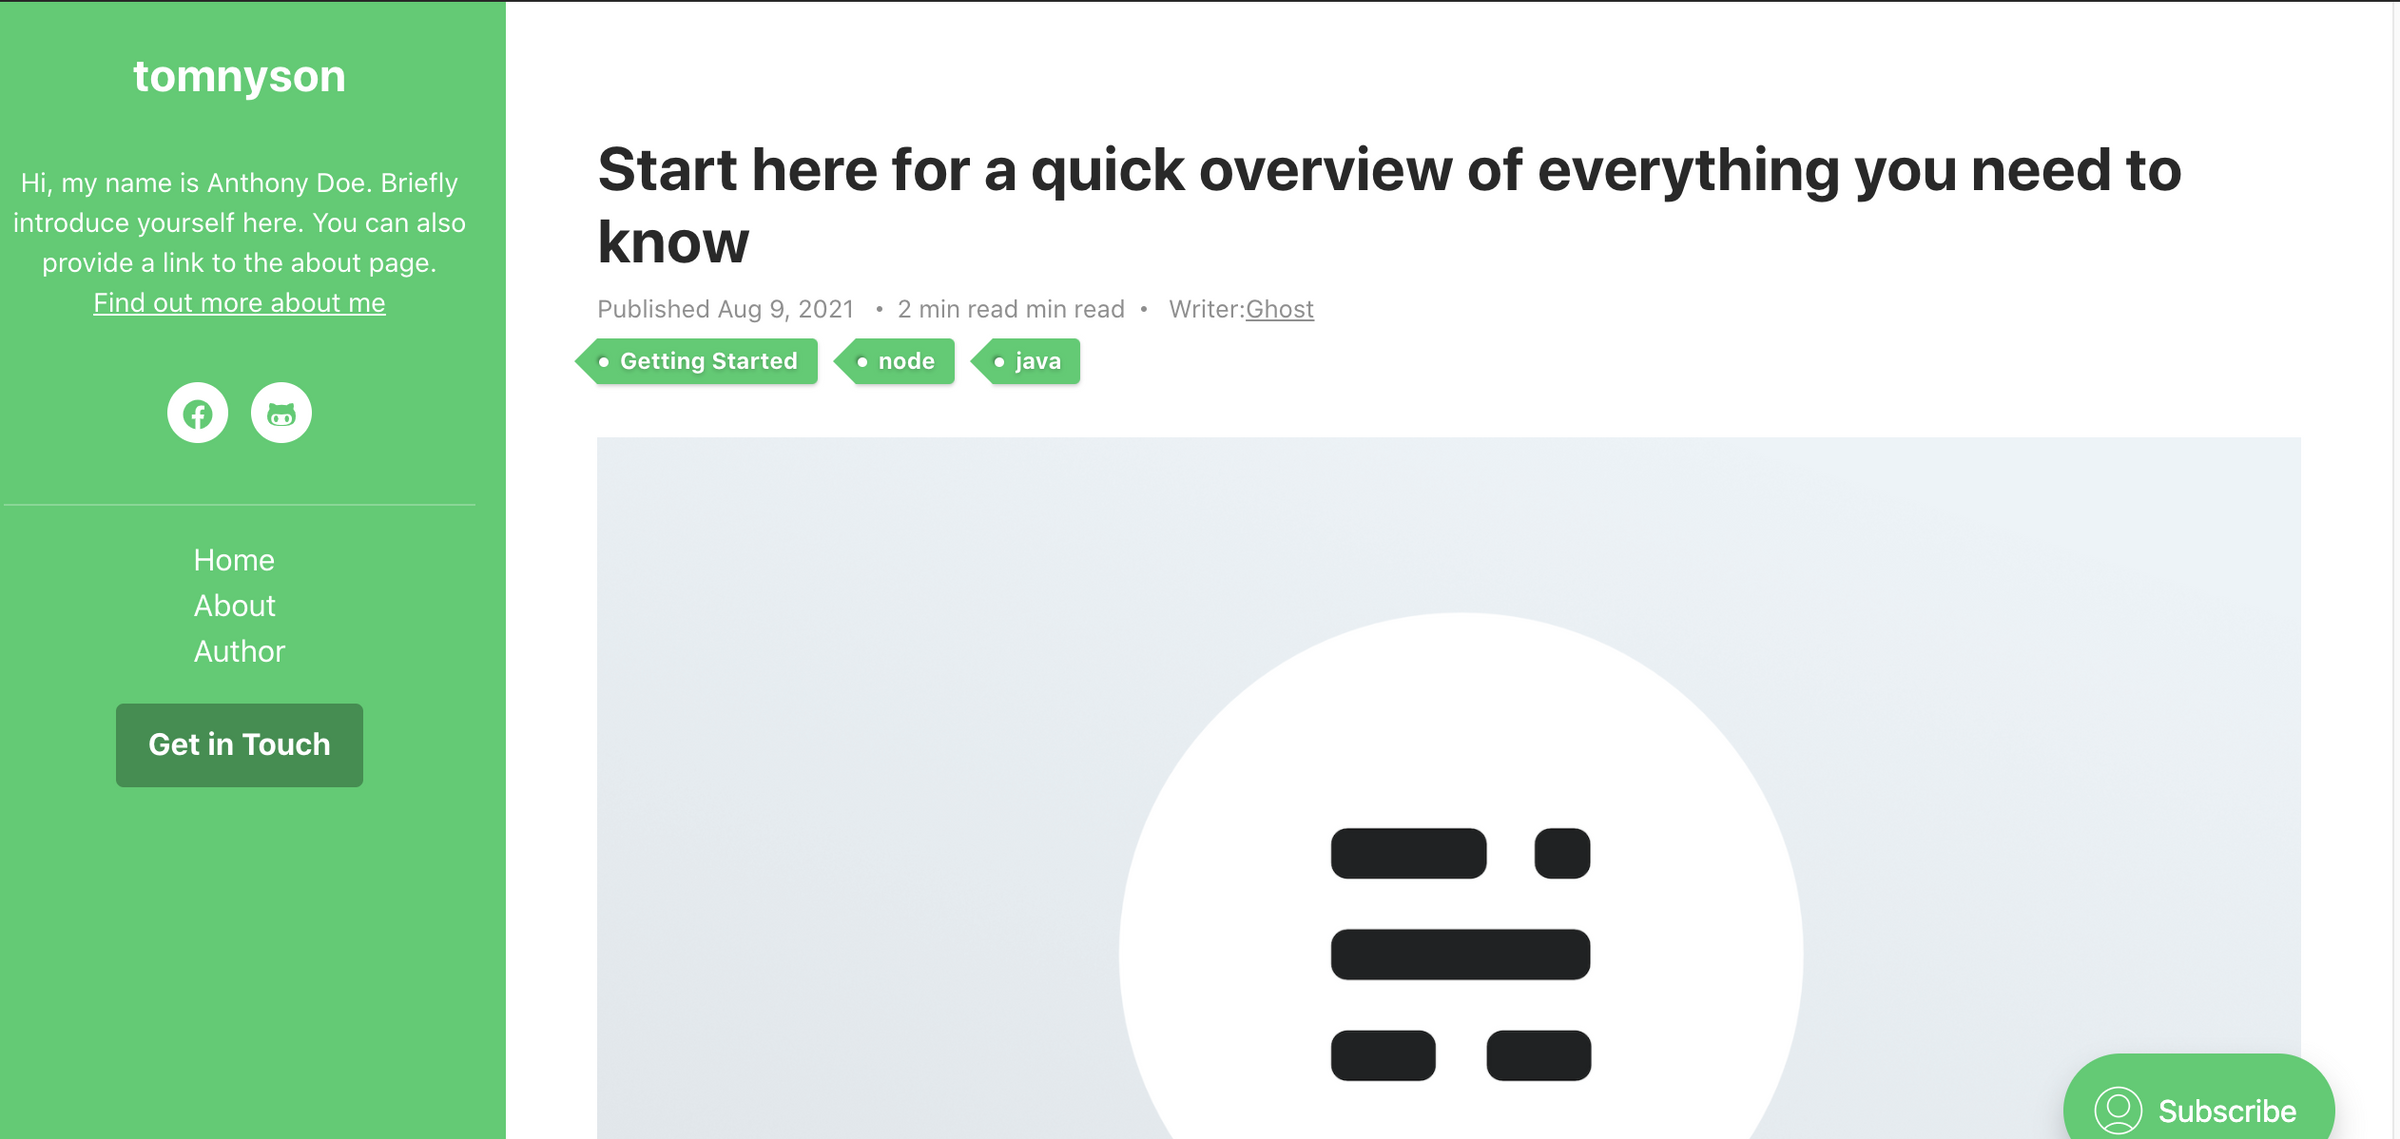 tomnyson
Hi, my name is Anthony Doe. Briefly
introduce yourself here. You can also
provide a link to the about page.
Find out more about me
Home
About
Author
Get in Touch
Start here for a quick overview of everything you need to
know
Published Aug 9, 2021 • 2 min read min read • Writer:Ghost
Getting Started node java
Subscribe